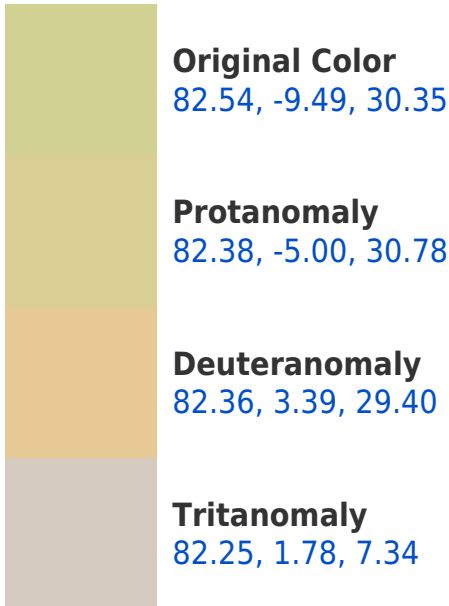 Original Color
82.54, -9.49, 30.35
Protanomaly
82.38, -5.00, 30.78
Deuteranomaly
82.36, 3.39, 29.40
Tritanomaly
82.25, 1.78, 7.34